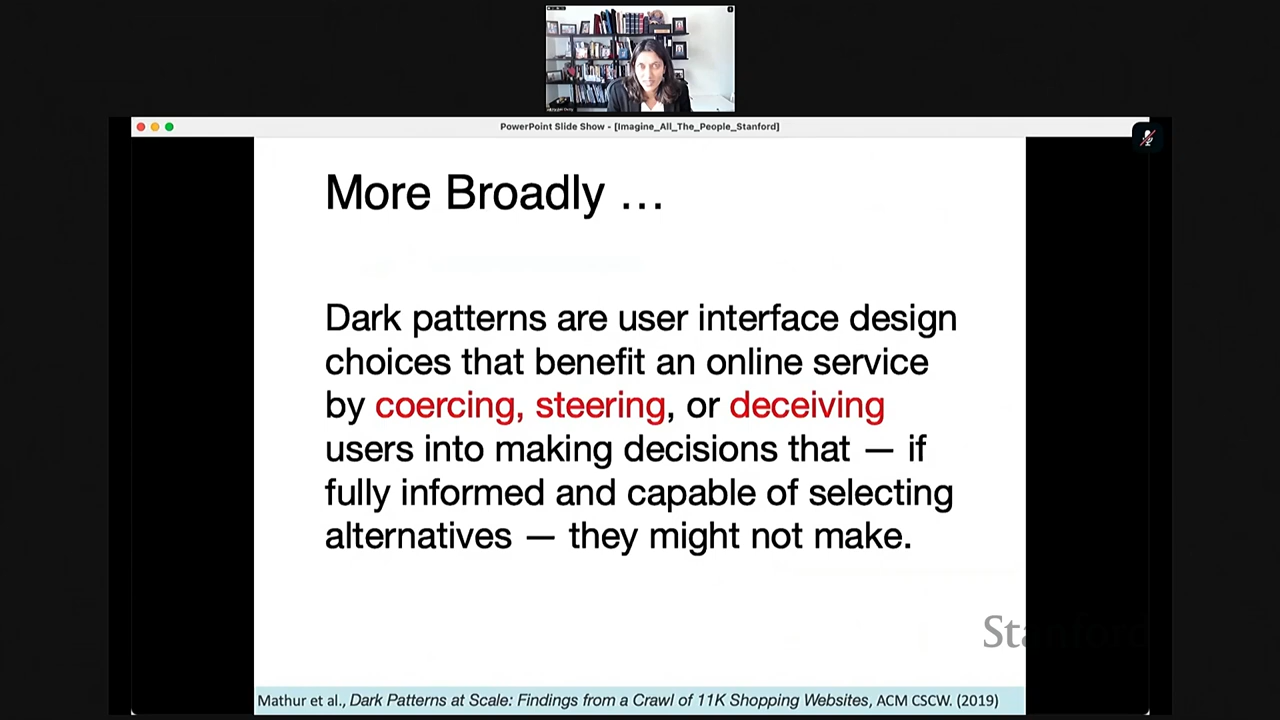 PowerPoint Slide Show - [Imagine_All_The_People_Stanford]
More Broadly …
Dark patterns are user interface design
choices that benefit an online service
by coercing, steering, or deceiving
users into making decisions that — if
fully informed and capable of selecting
alternatives — they might not make.
Stanford
Mathur et al., Dark Patterns at Scale: Findings from a Crawl of 11K Shopping Websites, ACM CSCW. (2019)